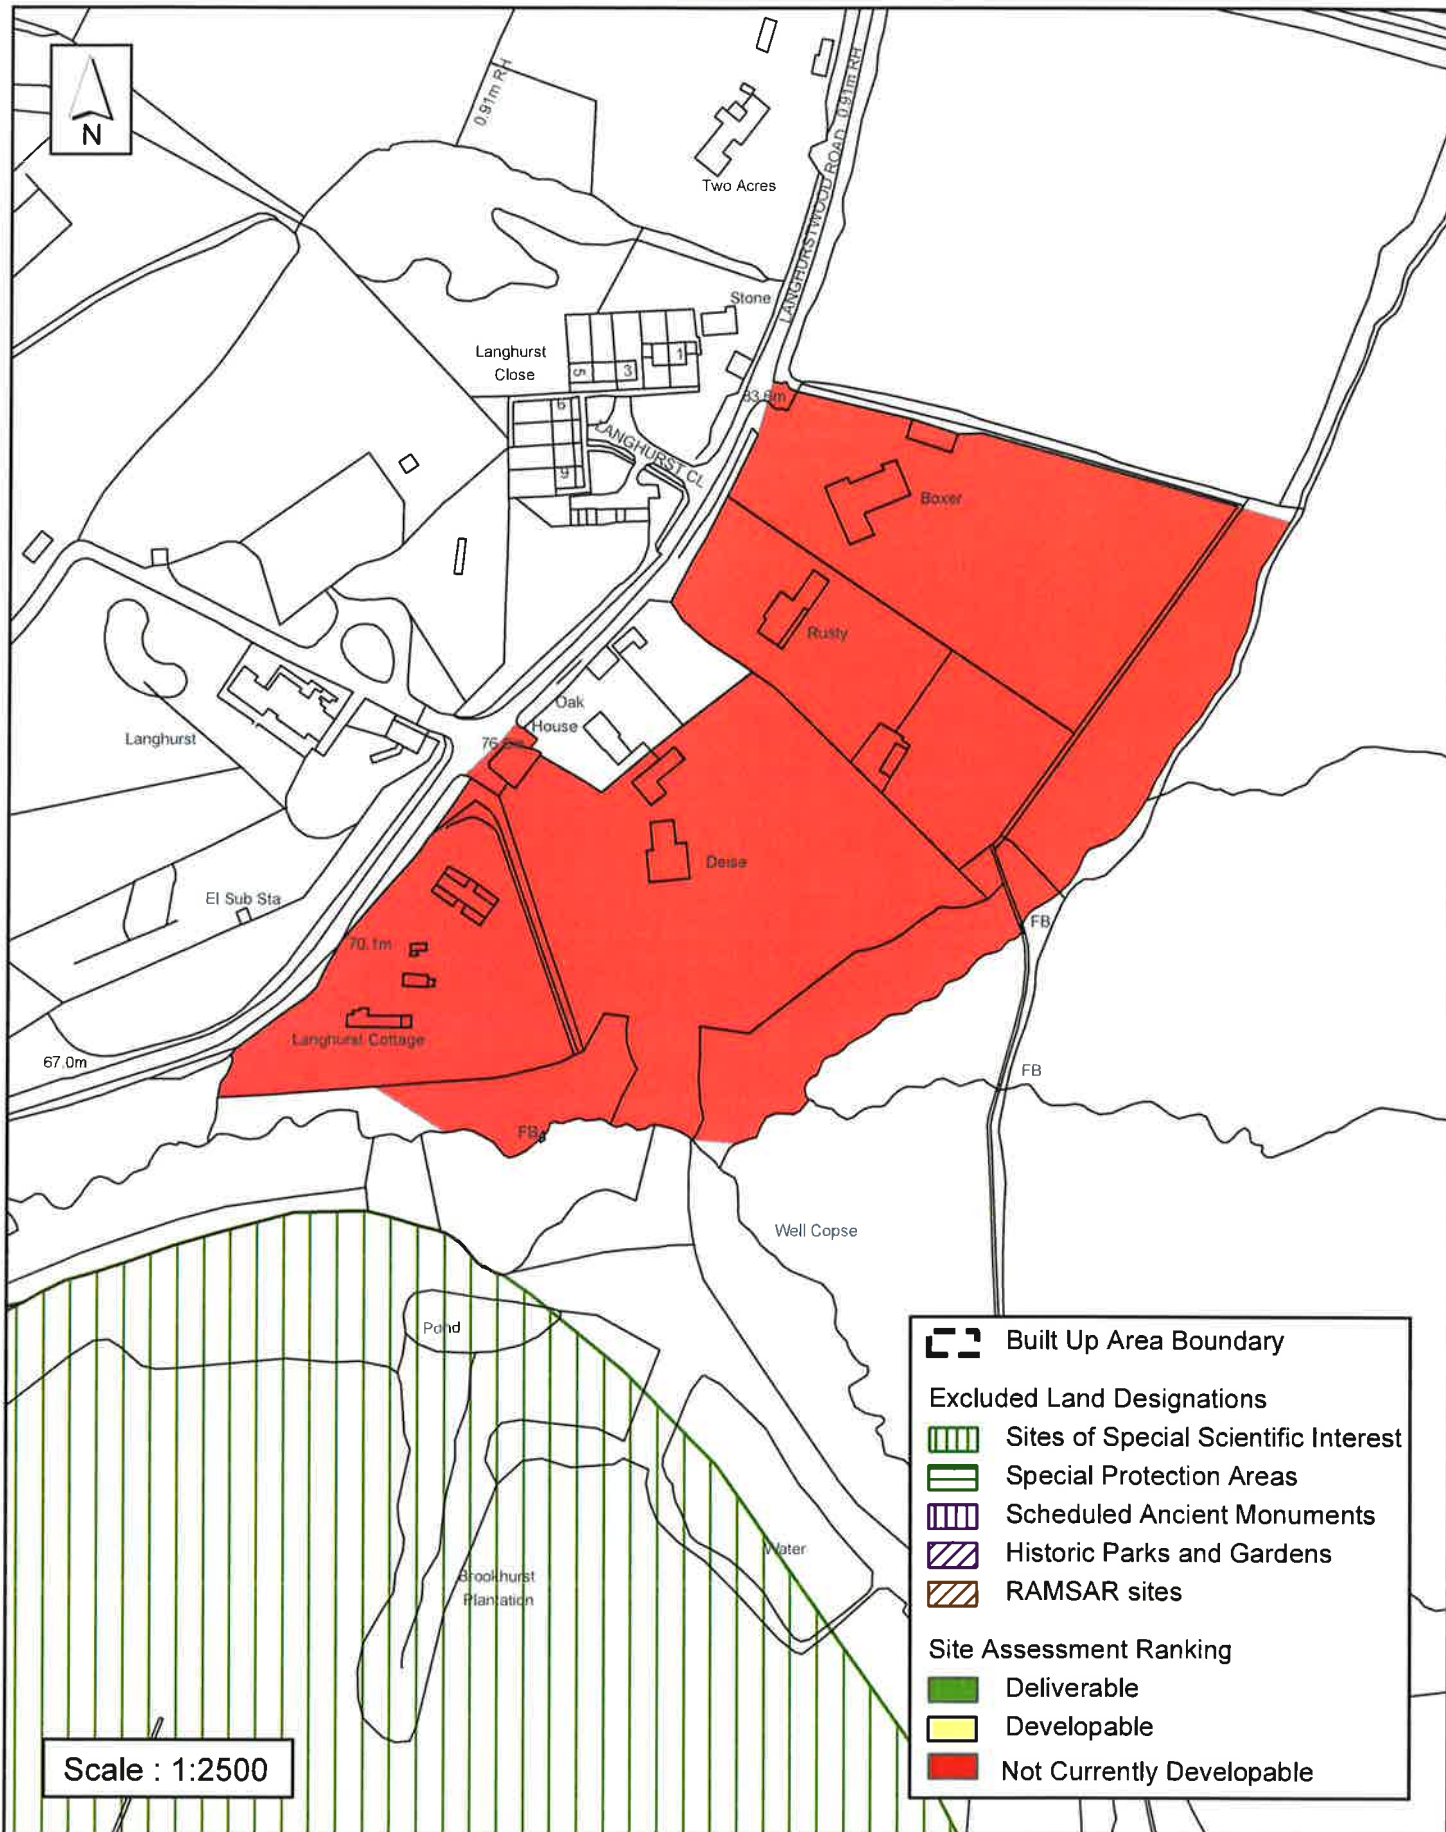 N
0.91m RH
Two Acres
LANGHURSTWOOD ROAD 0.91m RH
Stone
Langhurst
Close
1
3
5
6
9
LANGHURST CL
83.6m
Boxer
Rusty
Oak
House
Langhurst
Deise
El Sub Sta
70.1m
FB
Langhurst Cottage
67.0m
FB
FB
Well Copse
Pond
Water
Brookhurst
Plantation
Built Up Area Boundary
Excluded Land Designations
Sites of Special Scientific Interest
Special Protection Areas
Scheduled Ancient Monuments
Historic Parks and Gardens
RAMSAR sites
Site Assessment Ranking
Deliverable
Developable
Not Currently Developable
Scale : 1:2500